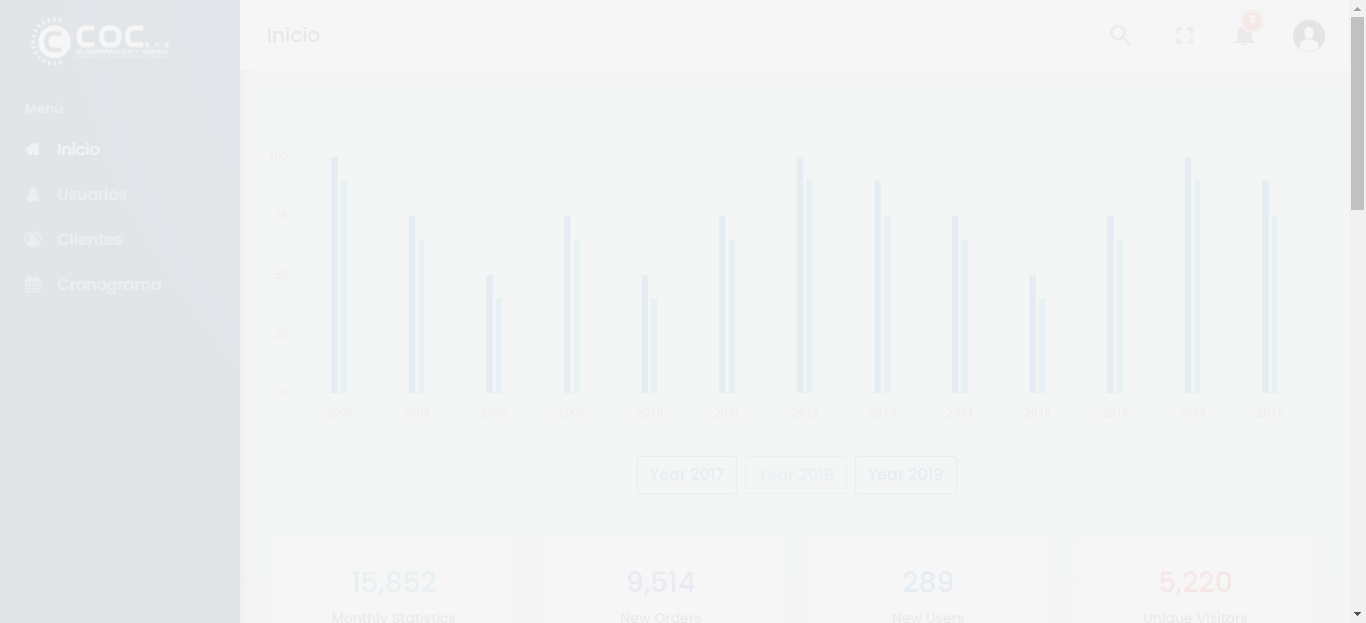 COC S.A.S
Inicio
3
Menú
Inicio
Usuarios
Clientes
Cronograma
100
75
50
25
0
2006 2007 2008 2009 2010 2011 2012 2013 2014 2015 2016 2017 2018
Year 2017 Year 2018 Year 2019
15,852 9,514 289 5,220
Monthly Statistics New Orders New Users Unique Visitors